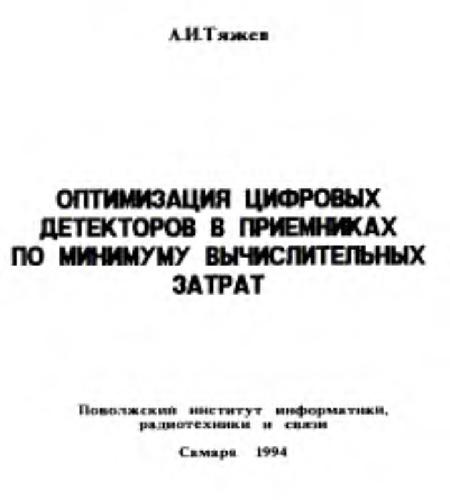 А.И.Тяжев
ОПТИМИЗАЦИЯ ЦИФРОВЫХ
ДЕТЕКТОРОВ В ПРИЕМНИКАХ
ПО МИНИМУМУ ВЫЧИСЛИТЕЛЬНЫХ
ЗАТРАТ
Поволжский институт информатики,
радиотехники и связи
Самара 1994